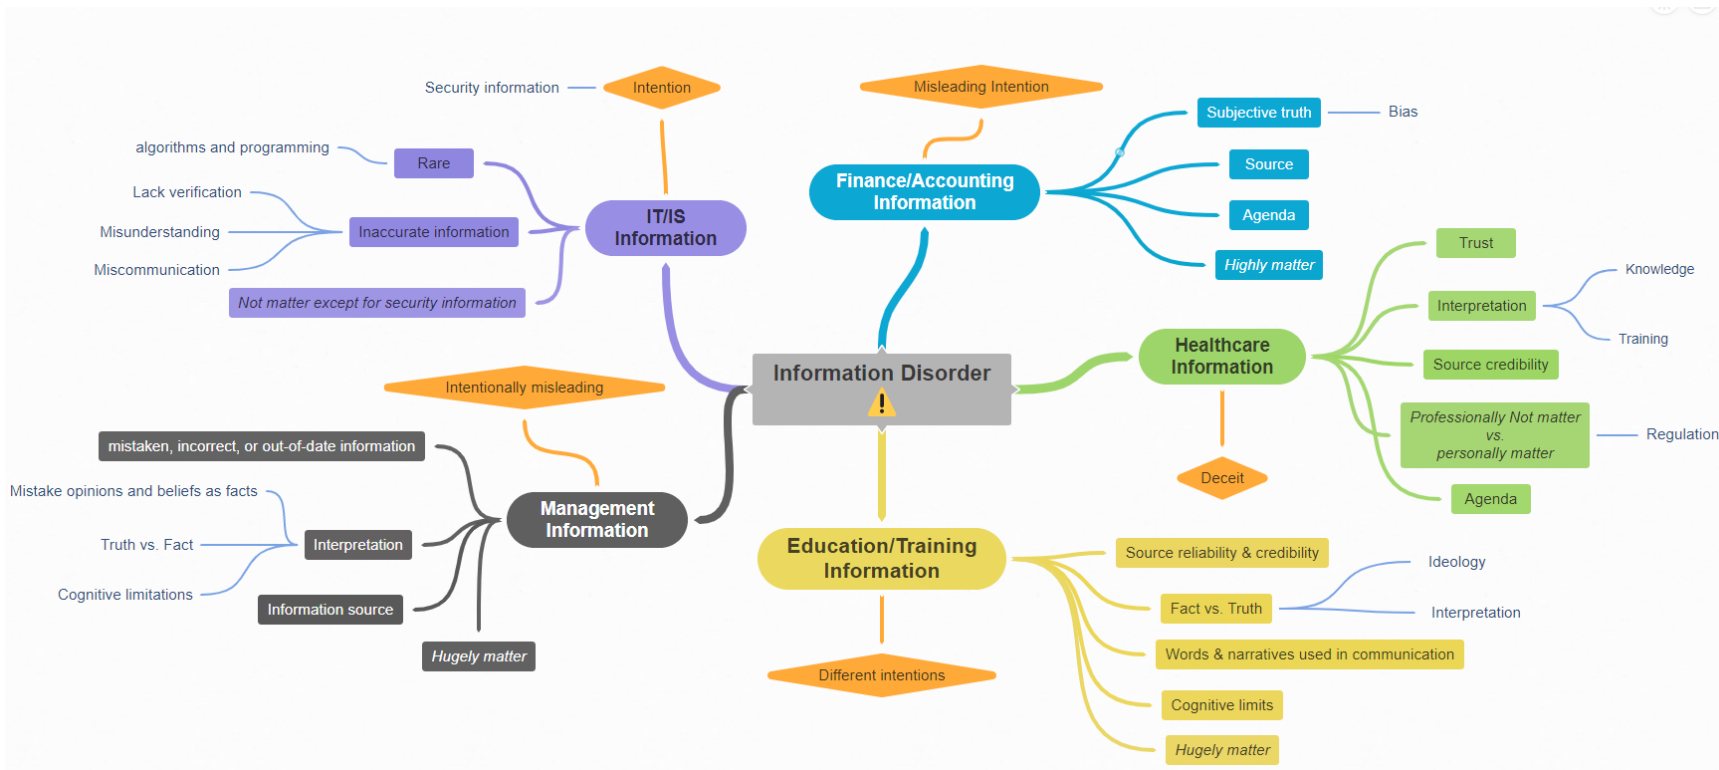 Information Disorder
IT/IS
Information
Intention
Security information
Rare
algorithms and programming
Inaccurate information
Lack verification
Misunderstanding
Miscommunication
Not matter except for security information
Finance/Accounting
Information
Misleading Intention
Subjective truth
Bias
Source
Agenda
Highly matter
Healthcare
Information
Trust
Interpretation
Knowledge
Training
Source credibility
Professionally Not matter
vs.
personally matter
Regulation
Agenda
Deceit
Management
Information
Intentionally misleading
mistaken, incorrect, or out-of-date information
Interpretation
Mistake opinions and beliefs as facts
Truth vs. Fact
Cognitive limitations
Information source
Hugely matter
Education/Training
Information
Different intentions
Source reliability & credibility
Fact vs. Truth
Ideology
Interpretation
Words & narratives used in communication
Cognitive limits
Hugely matter